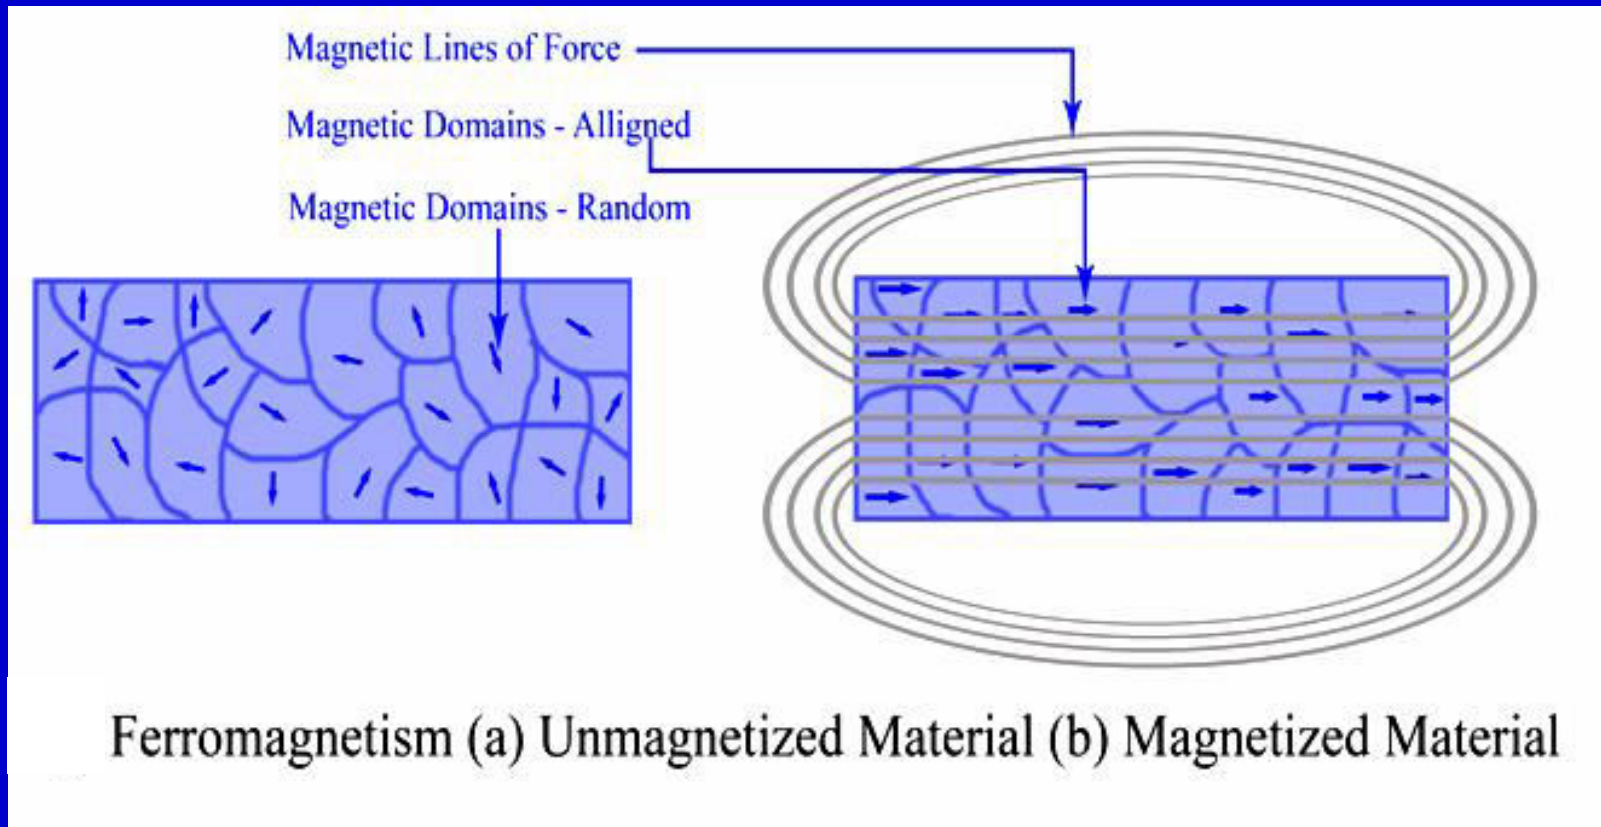 Magnetic Lines of Force
Magnetic Domains - Alligned
Magnetic Domains - Random
Ferromagnetism (a) Unmagnetized Material (b) Magnetized Material